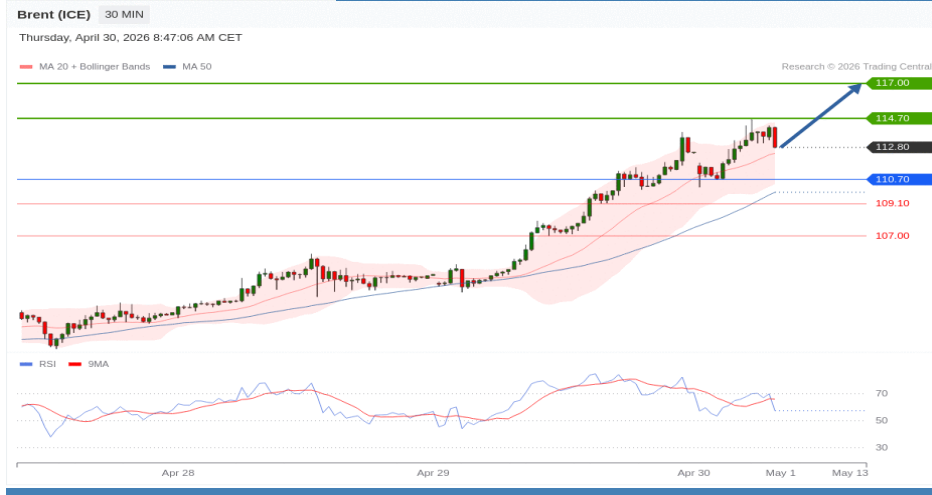 Brent (ICE) 30 MIN
Thursday, April 30, 2026 8:47:06 AM CET
MA 20 + Bollinger Bands MA 50
Research © 2026 Trading Central
117.00
114.70
112.80
110.70
109.10
107.00
RSI 9MA
70
50
30
Apr 28 Apr 29 Apr 30 May 1 May 13